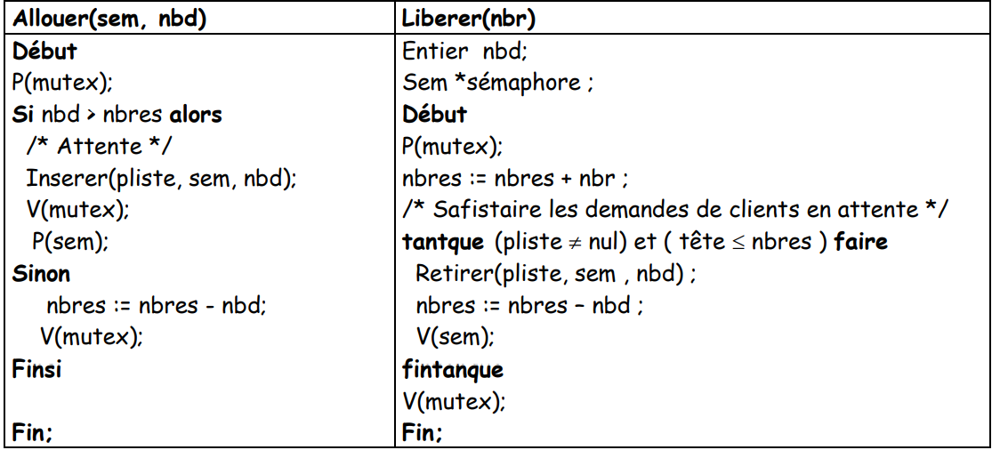 Allouer(sem, nbd)
Début
P(mutex);
Si nbd > nbres alors
/* Attente */
Inserer(pliste, sem, nbd);
V(mutex);
P(sem);
Sinon
nbres := nbres - nbd;
V(mutex);
Finsi
Fin;
Liberer(nbr)
Entier nbd;
Sem *sémaphore ;
Début
P(mutex);
nbres := nbres + nbr ;
/* Safistaire les demandes de clients en attente */
tantque (pliste ≠ nul) et ( tête ≤ nbres ) faire
Retirer(pliste, sem , nbd) ;
nbres := nbres – nbd ;
V(sem);
fintanque
V(mutex);
Fin;